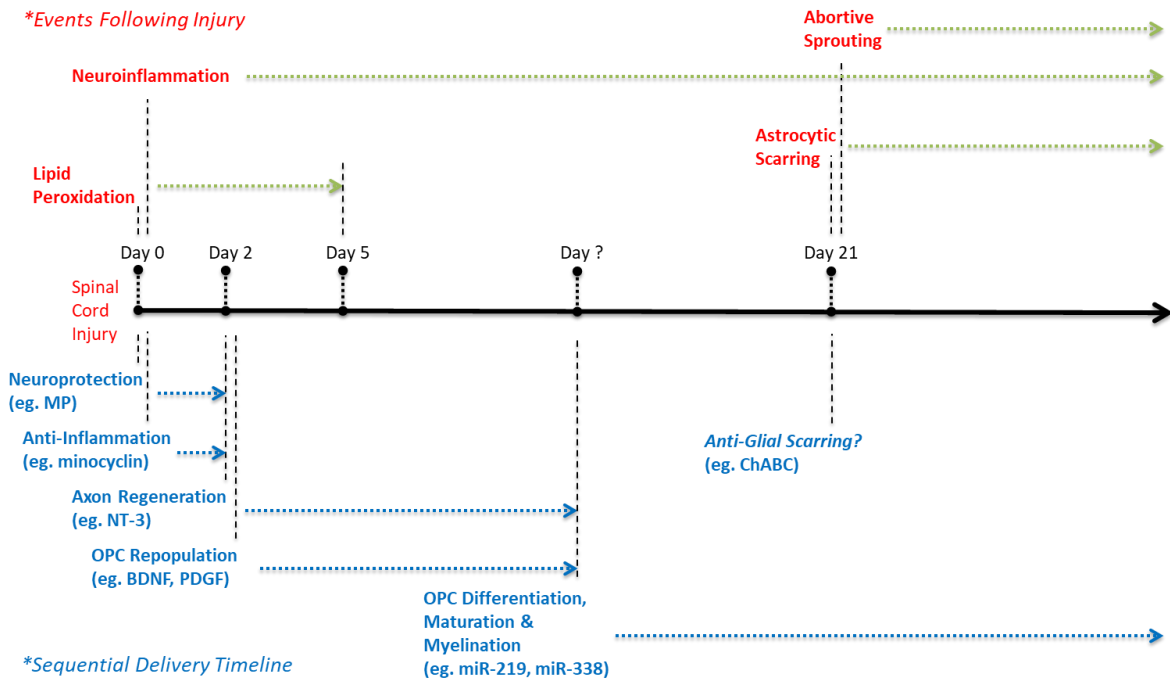 *Events Following Injury
Abortive
Sprouting
Neuroinflammation
Astrocytic
Scarring
Lipid
Peroxidation
Day 0
Day 2
Day 5
Day ?
Day 21
Spinal
Cord
Injury
Neuroprotection
(eg. MP)
Anti-Inflammation
(eg. minocyclin)
Anti-Glial Scarring?
(eg. ChABC)
Axon Regeneration
(eg. NT-3)
OPC Repopulation
(eg. BDNF, PDGF)
OPC Differentiation,
Maturation &
Myelination
(eg. miR-219, miR-338)
*Sequential Delivery Timeline